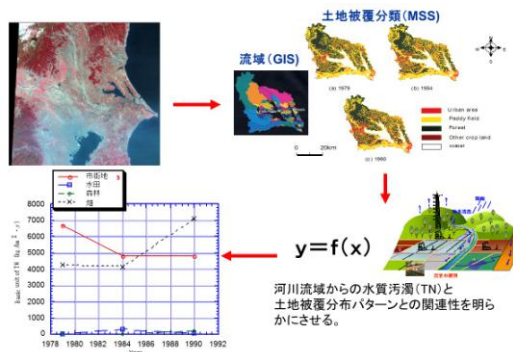 土地被覆分類(MSS)
流域(GIS)
(a) 1979
(b) 1984
(c) 1990
Urban area
Paddy field
Forest
Other crop land
water
0 20km
市街地
水田
森林
畑
8000
7000
6000
5000
4000
3000
2000
1000
0
1978 1980 1982 1984 1986 1988 1990 1992
y=f(x)
河川流域からの水質汚濁(TN)と
土地被覆分布パターンとの関連性を明ら
かにさせる。